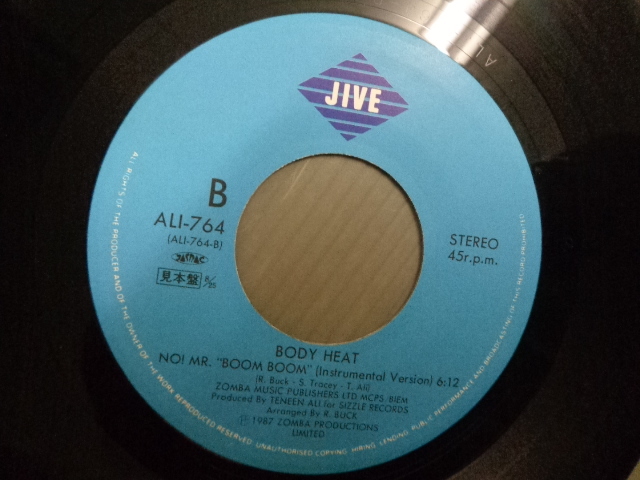 JIVE
B
ALI-764
(ALI-764-B)
JASRAC
見本盤 8/25
STEREO
45r.p.m.
BODY HEAT
NO! MR. "BOOM BOOM" (Instrumental Version) 6:12
(R. Buck - S. Tracey - T. Ali)
ZOMBA MUSIC PUBLISHERS LTD MCPS. BIEM
Produced by TENEEN ALI.for SIZZLE RECORDS
Arranged by R. BUCK
Ⓟ 1987 ZOMBA PRODUCTIONS
LIMITED
ALL RIGHTS OF THE PRODUCER AND OF THE OWNER OF THE WORK REPRODUCED RESERVED UNAUTHORISED COPYING. HIRING. LENDING. PUBLIC PERFORMANCE AND BROADCASTING OF THIS RECORD PROHIBITED